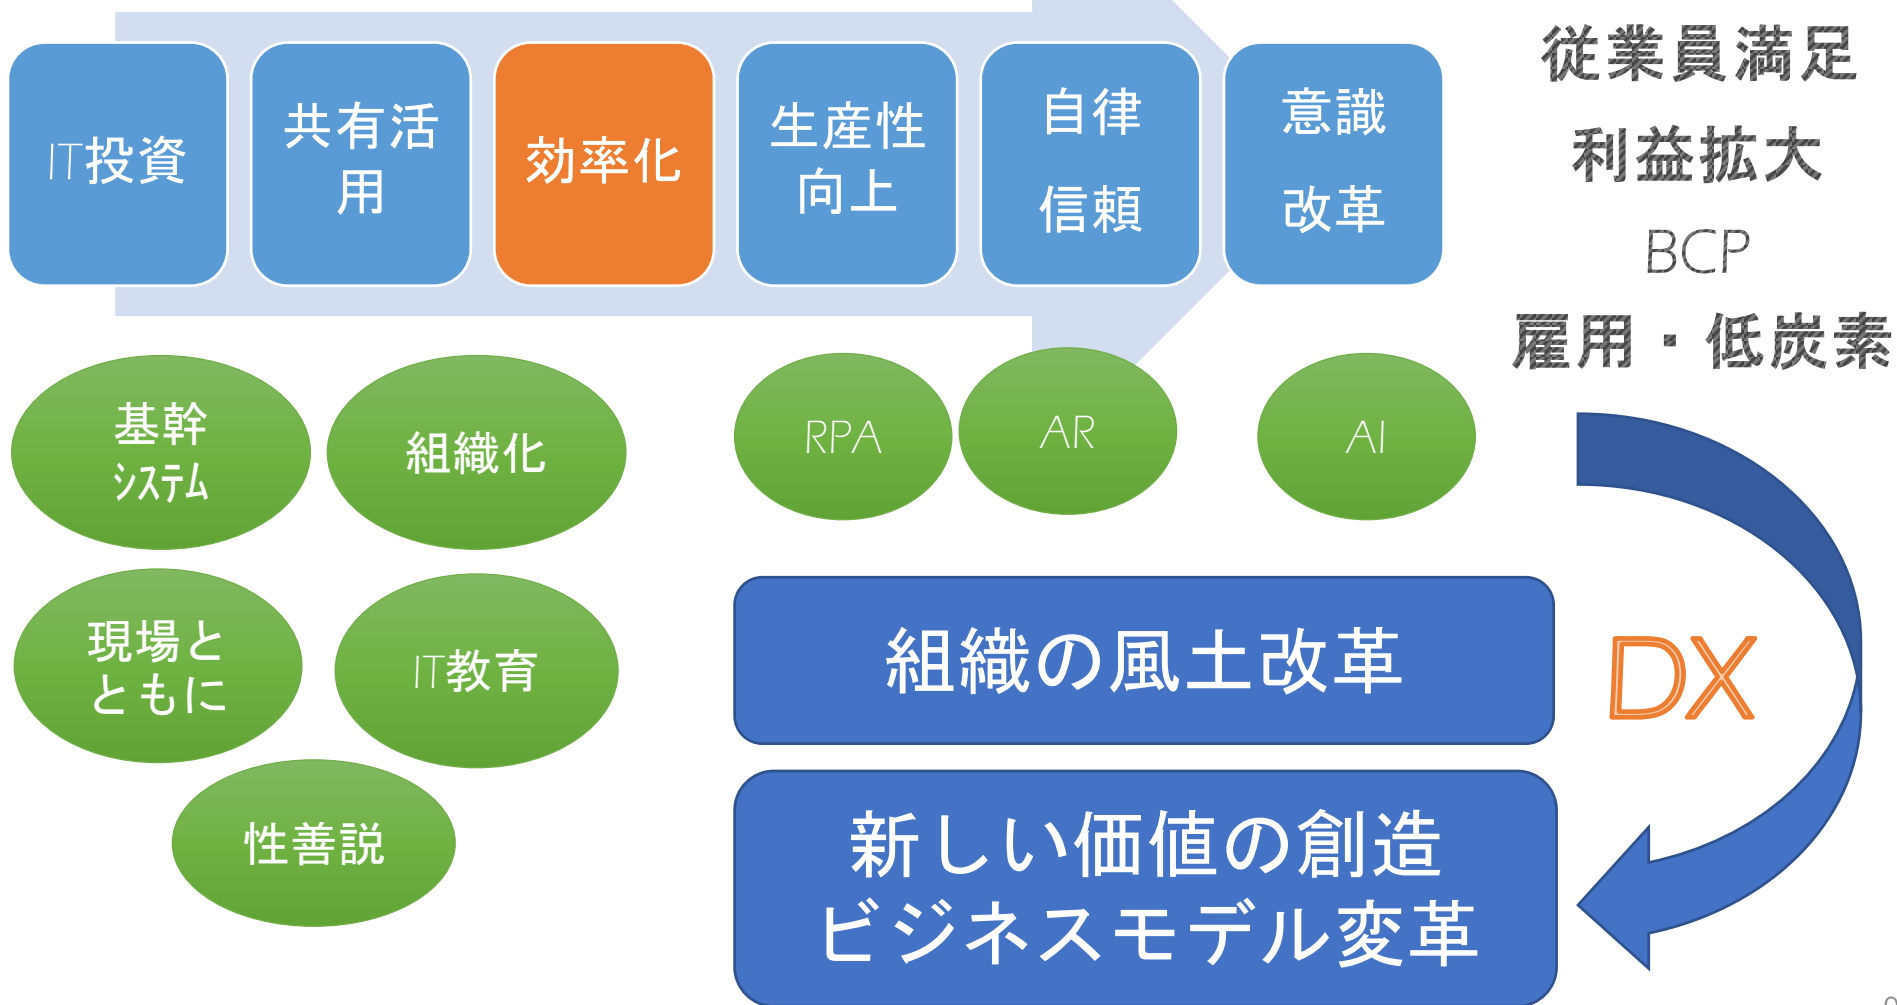 IT投資
共有活
用
効率化
生産性
向上
自律
信頼
意識
改革
従業員満足
利益拡大
BCP
雇用・低炭素
基幹
ｼｽﾃﾑ
組織化
RPA
AR
AI
現場と
ともに
IT教育
性善説
組織の風土改革
DX
新しい価値の創造
ビジネスモデル変革